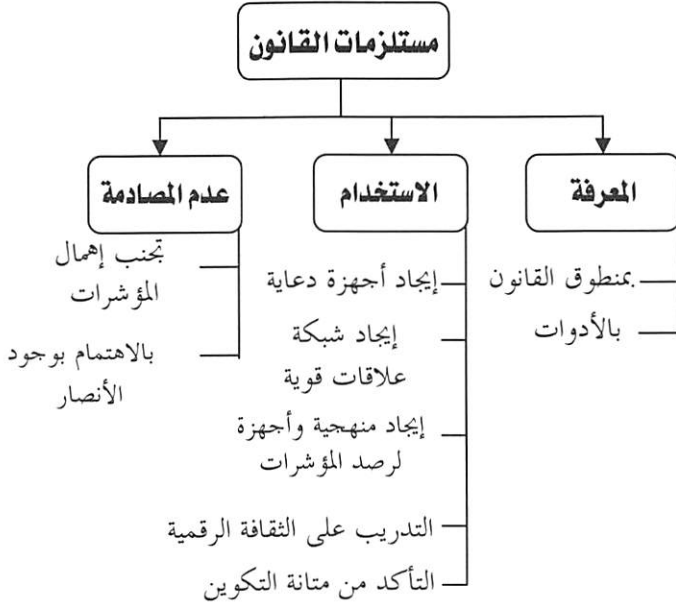 مستلزمات القانون
المعرفة
بمنطوق القانون
بالأدوات
الاستخدام
إيجاد أجهزة دعاية
إيجاد شبكة
علاقات قوية
إيجاد منهجية وأجهزة
لرصد المؤشرات
التدريب على الثقافة الرقمية
التأكد من متانة التكوين
عدم المصادمة
تجنب إهمال
المؤشرات
بالاهتمام بوجود
الأنصار